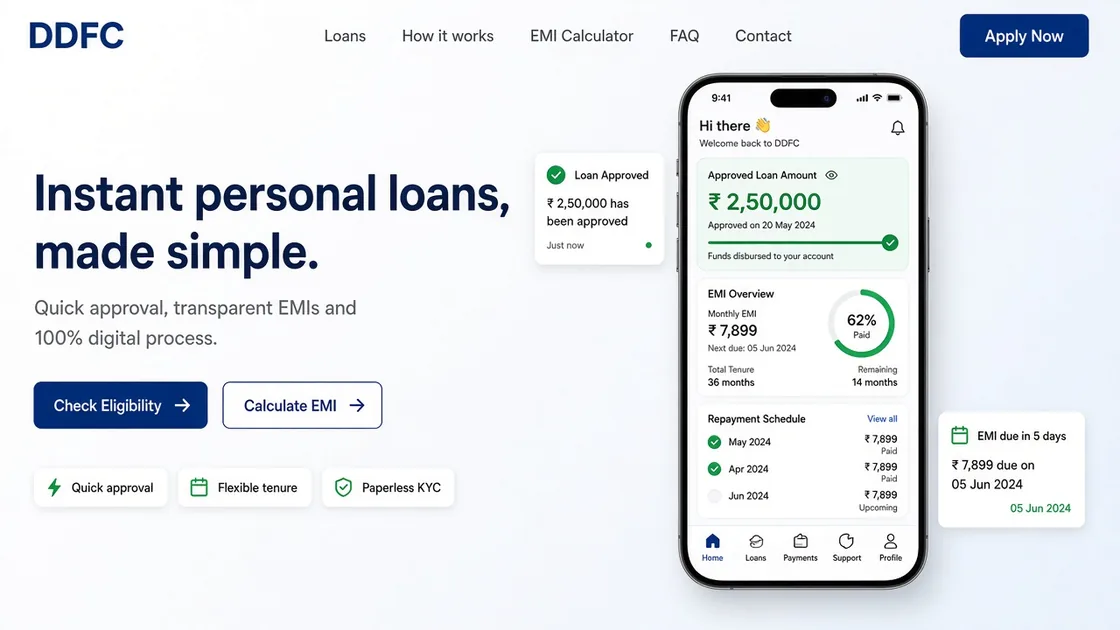 DDFC
Loans
How it works
EMI Calculator
FAQ
Contact
Apply Now
Instant personal loans,
made simple.
Quick approval, transparent EMIs and
100% digital process.
Check Eligibility →
Calculate EMI →
Quick approval
Flexible tenure
Paperless KYC
Loan Approved
₹ 2,50,000 has
been approved
Just now
9:41
Hi there 👋
Welcome back to DDFC
Approved Loan Amount
₹ 2,50,000
Approved on 20 May 2024
Funds disbursed to your account
EMI Overview
Monthly EMI
₹ 7,899
Next due: 05 Jun 2024
62%
Paid
Total Tenure
36 months
Remaining
14 months
Repayment Schedule
View all
May 2024
₹ 7,899
Paid
Apr 2024
₹ 7,899
Paid
Jun 2024
₹ 7,899
Upcoming
Home
Loans
Payments
Support
Profile
EMI due in 5 days
₹ 7,899 due on
05 Jun 2024
05 Jun 2024